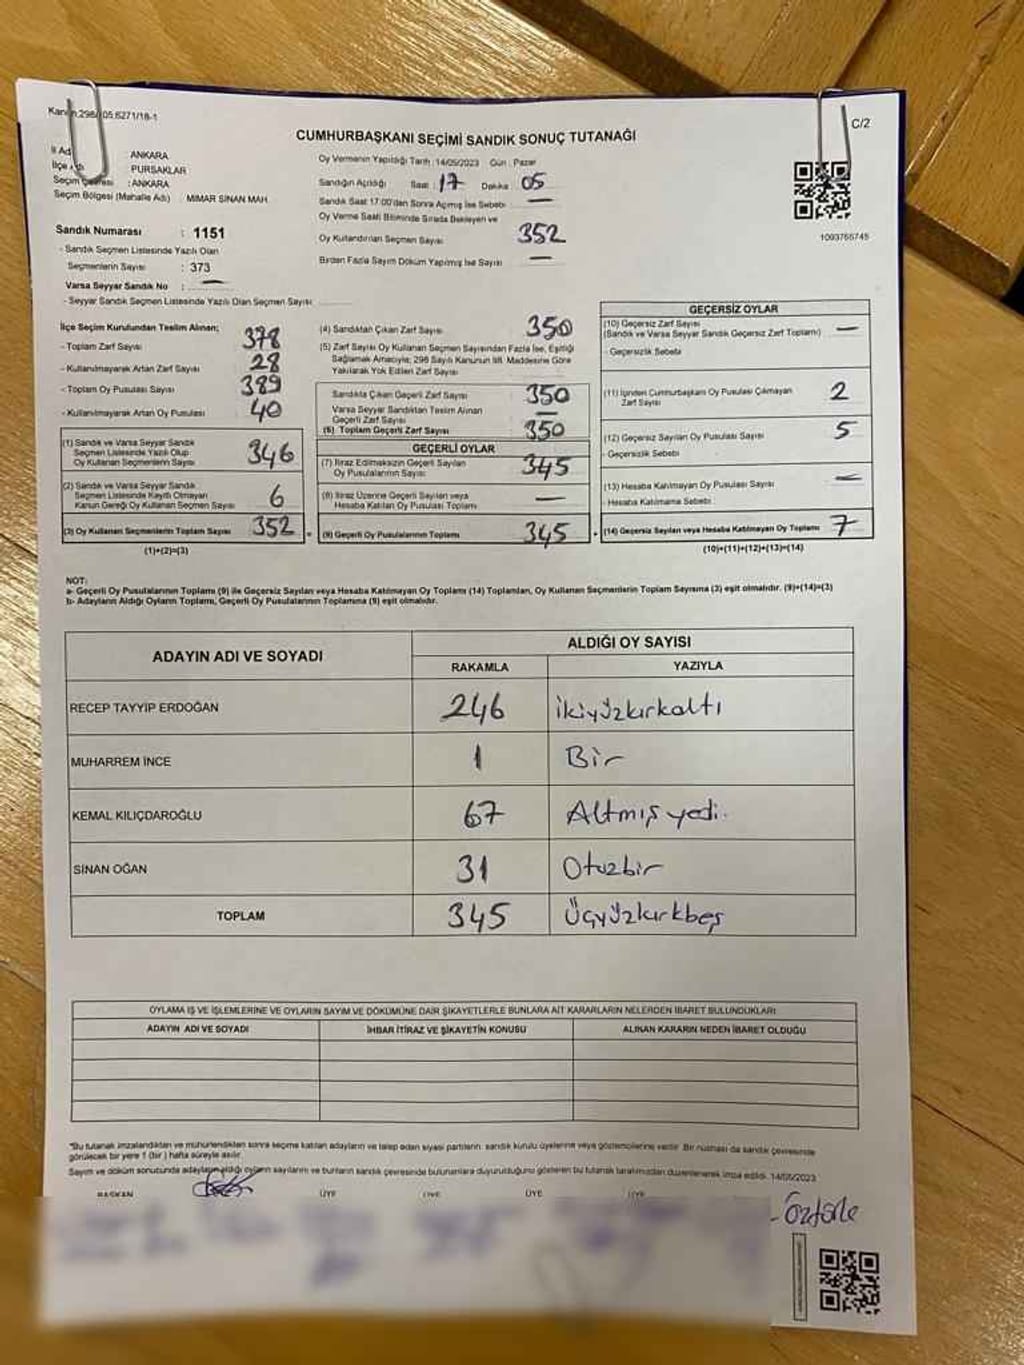 Kanun:298/105,6271/18-1
C/2
CUMHURBAŞKANI SEÇİMİ SANDIK SONUÇ TUTANAĞI
İl Adı : ANKARA
İlçe Adı : PURSAKLAR
Seçim Çevresi : ANKARA
Seçim Bölgesi (Mahalle Adı) MIMAR SINAN MAH
Sandık Numarası : 1151
- Sandık Seçmen Listesinde Yazılı Olan
Seçmenlerin Sayısı : 373
Varsa Seyyar Sandık No : —
- Seyyar Sandık Seçmen Listesinde Yazılı Olan Seçmen Sayısı
Oy Vermenin Yapıldığı Tarih :14/05/2023 Gün : Pazar
Sandığın Açıldığı Saat : 17 Dakika 05
Sandık Saat 17:00'dan Sonra Açılmış İse Sebebi —
Oy Verme Saati Bitiminde Sırada Bekleyen ve
Oy Kullandırılan Seçmen Sayısı 352
Birden Fazla Sayım Döküm Yapılmış İse Sayısı —
1093765745
İlçe Seçim Kurulundan Teslim Alınan;
- Toplam Zarf Sayısı 378
- Kullanılmayarak Artan Zarf Sayısı 28
- Toplam Oy Pusulası Sayısı 389
- Kullanılmayarak Artan Oy Pusulası 40
(1) Sandık ve Varsa Seyyar Sandık
Seçmen Listesinde Yazılı Olup
Oy Kullanan Seçmenlerin Sayısı 346
(2) Sandık ve Varsa Seyyar Sandık
Seçmen Listesinde Kayıtlı Olmayan
Kanun Gereği Oy Kullanan Seçmen Sayısı 6
(3) Oy Kullanan Seçmenlerin Toplam Sayısı 352
(1)+(2)=(3)
(4) Sandıktan Çıkan Zarf Sayısı 350
(5) Zarf Sayısı Oy Kullanan Seçmen Sayısından Fazla İse, Eşitliği
Sağlamak Amacıyla; 298 Sayılı Kanunun 98. Maddesine Göre
Yakılarak Yok Edilen Zarf Sayısı
Sandıkta Çıkan Geçerli Zarf Sayısı 350
Varsa Seyyar Sandıktan Teslim Alınan
Geçerli Zarf Sayısı —
(6) Toplam Geçerli Zarf Sayısı 350
GEÇERLİ OYLAR
(7) İtiraz Edilmeksizin Geçerli Sayılan
Oy Pusulalarının Sayısı 345
(8) İtiraz Üzerine Geçerli Sayılan veya
Hesaba Katılan Oy Pusulaları Toplamı —
= (9) Geçerli Oy Pusulalarının Toplamı 345
GEÇERSİZ OYLAR
(10) Geçersiz Zarf Sayısı
(Sandık ve Varsa Seyyar Sandık Geçersiz Zarf Toplamı) —
- Geçersizlik Sebebi
(11) İçinden Cumhurbaşkanı Oy Pusulası Çıkmayan
Zarf Sayısı 2
(12) Geçersiz Sayılan Oy Pusulası Sayısı 5
- Geçersizlik Sebebi
(13) Hesaba Katılmayan Oy Pusulası Sayısı —
- Hesaba Katılmama Sebebi
+ (14) Geçersiz Sayılan veya Hesaba Katılmayan Oy Toplamı 7
(10)+(11)+(12)+(13)=(14)
NOT:
a- Geçerli Oy Pusulalarının Toplamı (9) ile Geçersiz Sayılan veya Hesaba Katılmayan Oy Toplamı (14) Toplamları, Oy Kullanan Seçmenlerin Toplam Sayısına (3) eşit olmalıdır. (9)+(14)=(3)
b- Adayların Aldığı Oyların Toplamı, Geçerli Oy Pusulalarının Toplamına (9) eşit olmalıdır.
ADAYIN ADI VE SOYADI ALDIĞI OY SAYISI
RAKAMLA YAZIYLA
RECEP TAYYİP ERDOĞAN 246 ikiyüzkırkaltı
MUHARREM İNCE 1 Bir
KEMAL KILIÇDAROĞLU 67 Altmış yedi.
SİNAN OĞAN 31 Otuzbir
TOPLAM 345 Üçyüzkırkbeş
OYLAMA İŞ VE İŞLEMLERİNE VE OYLARIN SAYIM VE DÖKÜMÜNE DAİR ŞİKAYETLERLE BUNLARA AİT KARARLARIN NELERDEN İBARET BULUNDUKLARI
ADAYIN ADI VE SOYADI İHBAR İTİRAZ VE ŞİKAYETİN KONUSU ALINAN KARARIN NEDEN İBARET OLDUĞU
*Bu tutanak imzalandıktan ve mühürlendikten sonra seçime katılan adayların ve talep eden siyasi partilerin sandık kurulu üyelerine veya gözlemcilerine verilir. Bir nüshası da sandık çevresinde
görülecek bir yere 1 (bir) hafta süreyle asılır.
Sayım ve döküm sonutunda adayların aldığı oyların sayılarını ve bunların sandık çevresinde bulunanlara duyurulduğunu gösteren bu tutanak tarafımızdan düzenlenerek imza edildi. 14/05/2023
BAŞKAN ÜYE ÜYE ÜYE ÜYE